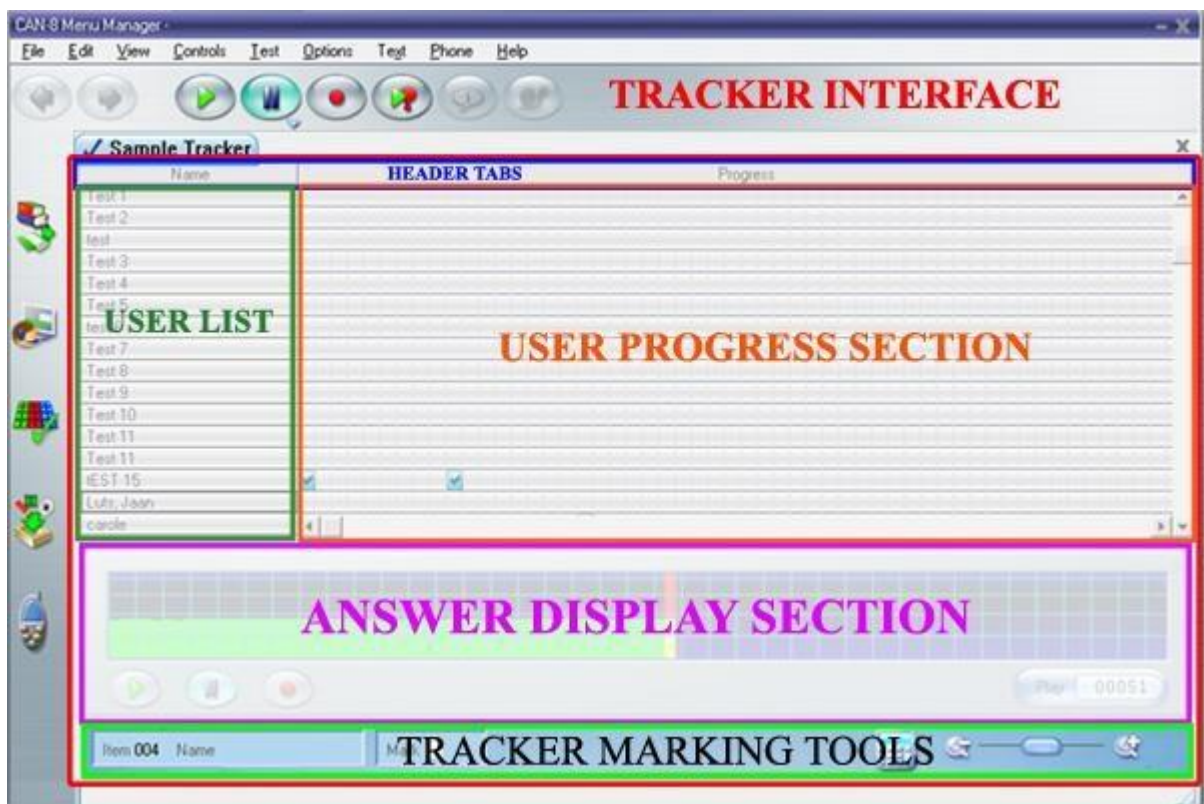 CAN-8 Menu Manager -
File Edit View Controls Test Options Text Phone Help
TRACKER INTERFACE
Sample Tracker
Name HEADER TABS Progress
Test 1
Test 2
test
Test 3
Test 4
Test 5
USER LIST
USER PROGRESS SECTION
Test 7
Test 8
Test 9
Test 10
Test 11
Test 11
tEST 15
Luts, Jaan
carole
ANSWER DISPLAY SECTION
Play 00051
Item 004 Name
TRACKER MARKING TOOLS